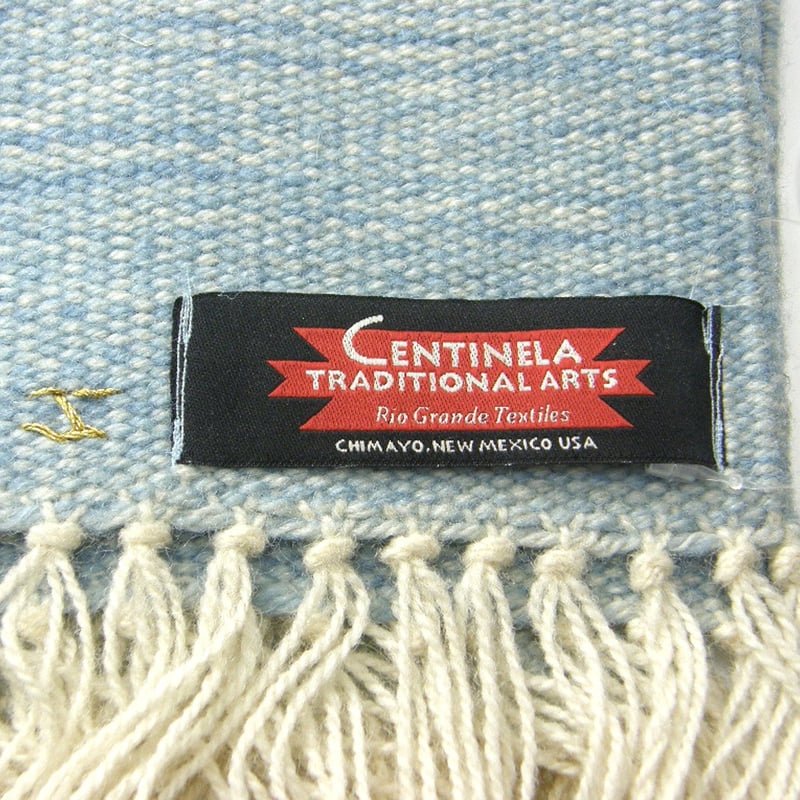 CENTINELA
TRADITIONAL ARTS
Rio Grande Textiles
CHIMAYO, NEW MEXICO USA